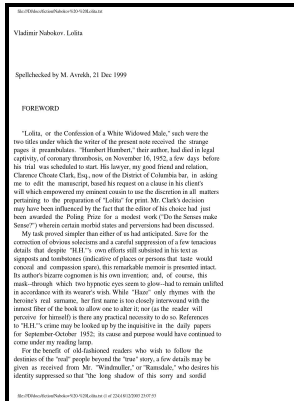 file:///D|/docs/fiction/Nabokov-%20Lolita.txt
Vladimir Nabokov. Lolita
Spellchecked by M. Avrekh, 21 Dec 1999
FOREWORD
"Lolita, or the Confession of a White Widowed Male," such were the
two titles under which the writer of the present note received the strange
pages it preambulates. "Humbert Humbert," their author, had died in legal
captivity, of coronary thrombosis, on November 16, 1952, a few days before
his trial was scheduled to start. His lawyer, my good friend and relation,
Clarence Choate Clark, Esq., now of the District of Columbia bar, in asking
me to edit the manuscript, based his request on a clause in his client's
will which empowered my eminent cousin to use the discretion in all matters
pertaining to the preparation of "Lolita" for print. Mr. Clark's decision
may have been influenced by the fact that the editor of his choice had just
been awarded the Poling Prize for a modest work ("Do the Senses make
Sense?") wherein certain morbid states and perversions had been discussed.
My task proved simpler than either of us had anticipated. Save for the
correction of obvious solecisms and a careful suppression of a few tenacious
details that despite "H.H."'s own efforts still subsisted in his text as
signposts and tombstones (indicative of places or persons that taste would
conceal and compassion spare), this remarkable memoir is presented intact.
Its author's bizarre cognomen is his own invention; and, of course, this
mask--through which two hypnotic eyes seem to glow--had to remain unlifted
in accordance with its wearer's wish. While "Haze" only rhymes with the
heroine's real surname, her first name is too closely interwound with the
inmost fiber of the book to allow one to alter it; nor (as the reader will
perceive for himself) is there any practical necessity to do so. References
to "H.H."'s crime may be looked up by the inquisitive in the daily papers
for September-October 1952; its cause and purpose would have continued to
come under my reading lamp.
For the benefit of old-fashioned readers who wish to follow the
destinies of the "real" people beyond the "true" story, a few details may be
given as received from Mr. "Windmuller," or "Ramsdale," who desires his
identity suppressed so that "the long shadow of this sorry and sordid